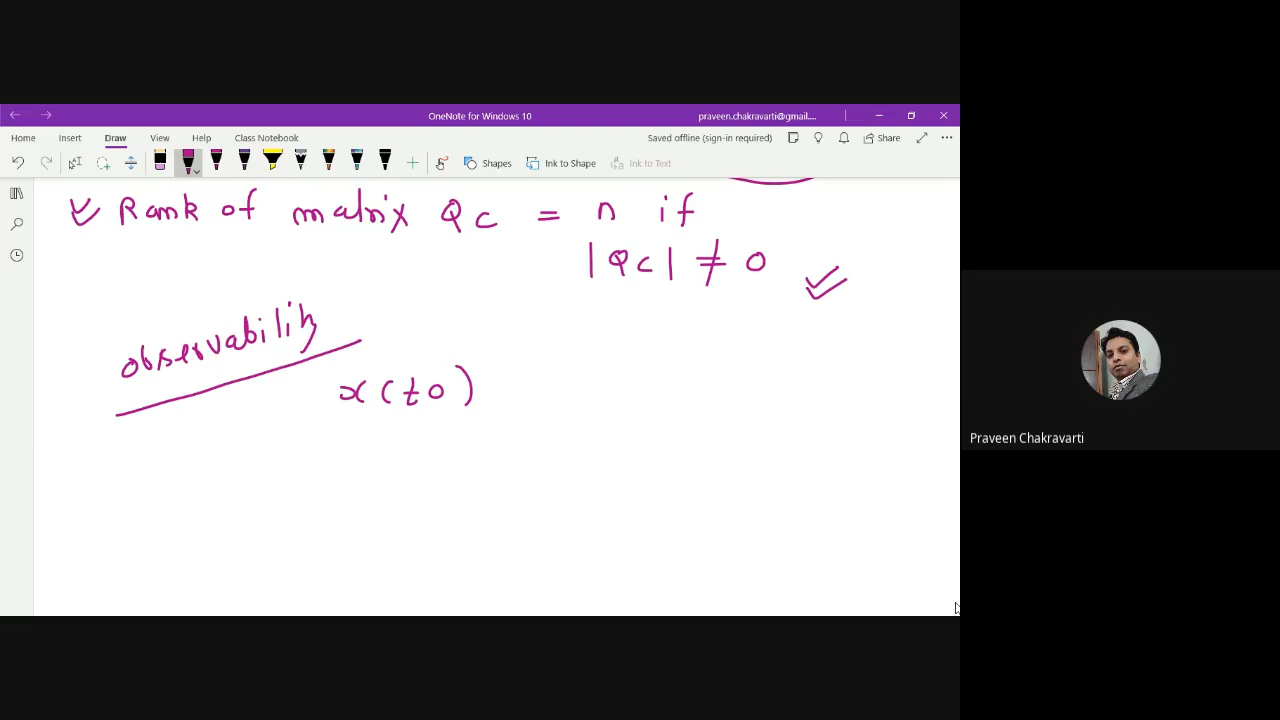 OneNote for Windows 10
praveen.chakravarti@gmail....
Home Insert Draw View Help Class Notebook
Saved offline (sign-in required)
Share
Shapes Ink to Shape Ink to Text
Rank of matrix Qc = n if
|Qc| ≠ 0
observability
x(to)
Praveen Chakravarti